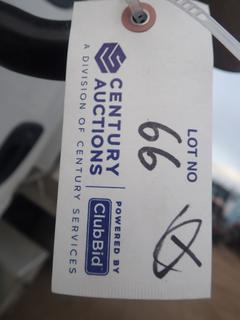 LOT NO
66
CENTURY
AUCTIONS
A DIVISION OF CENTURY SERVICES
POWERED BY
ClubBid